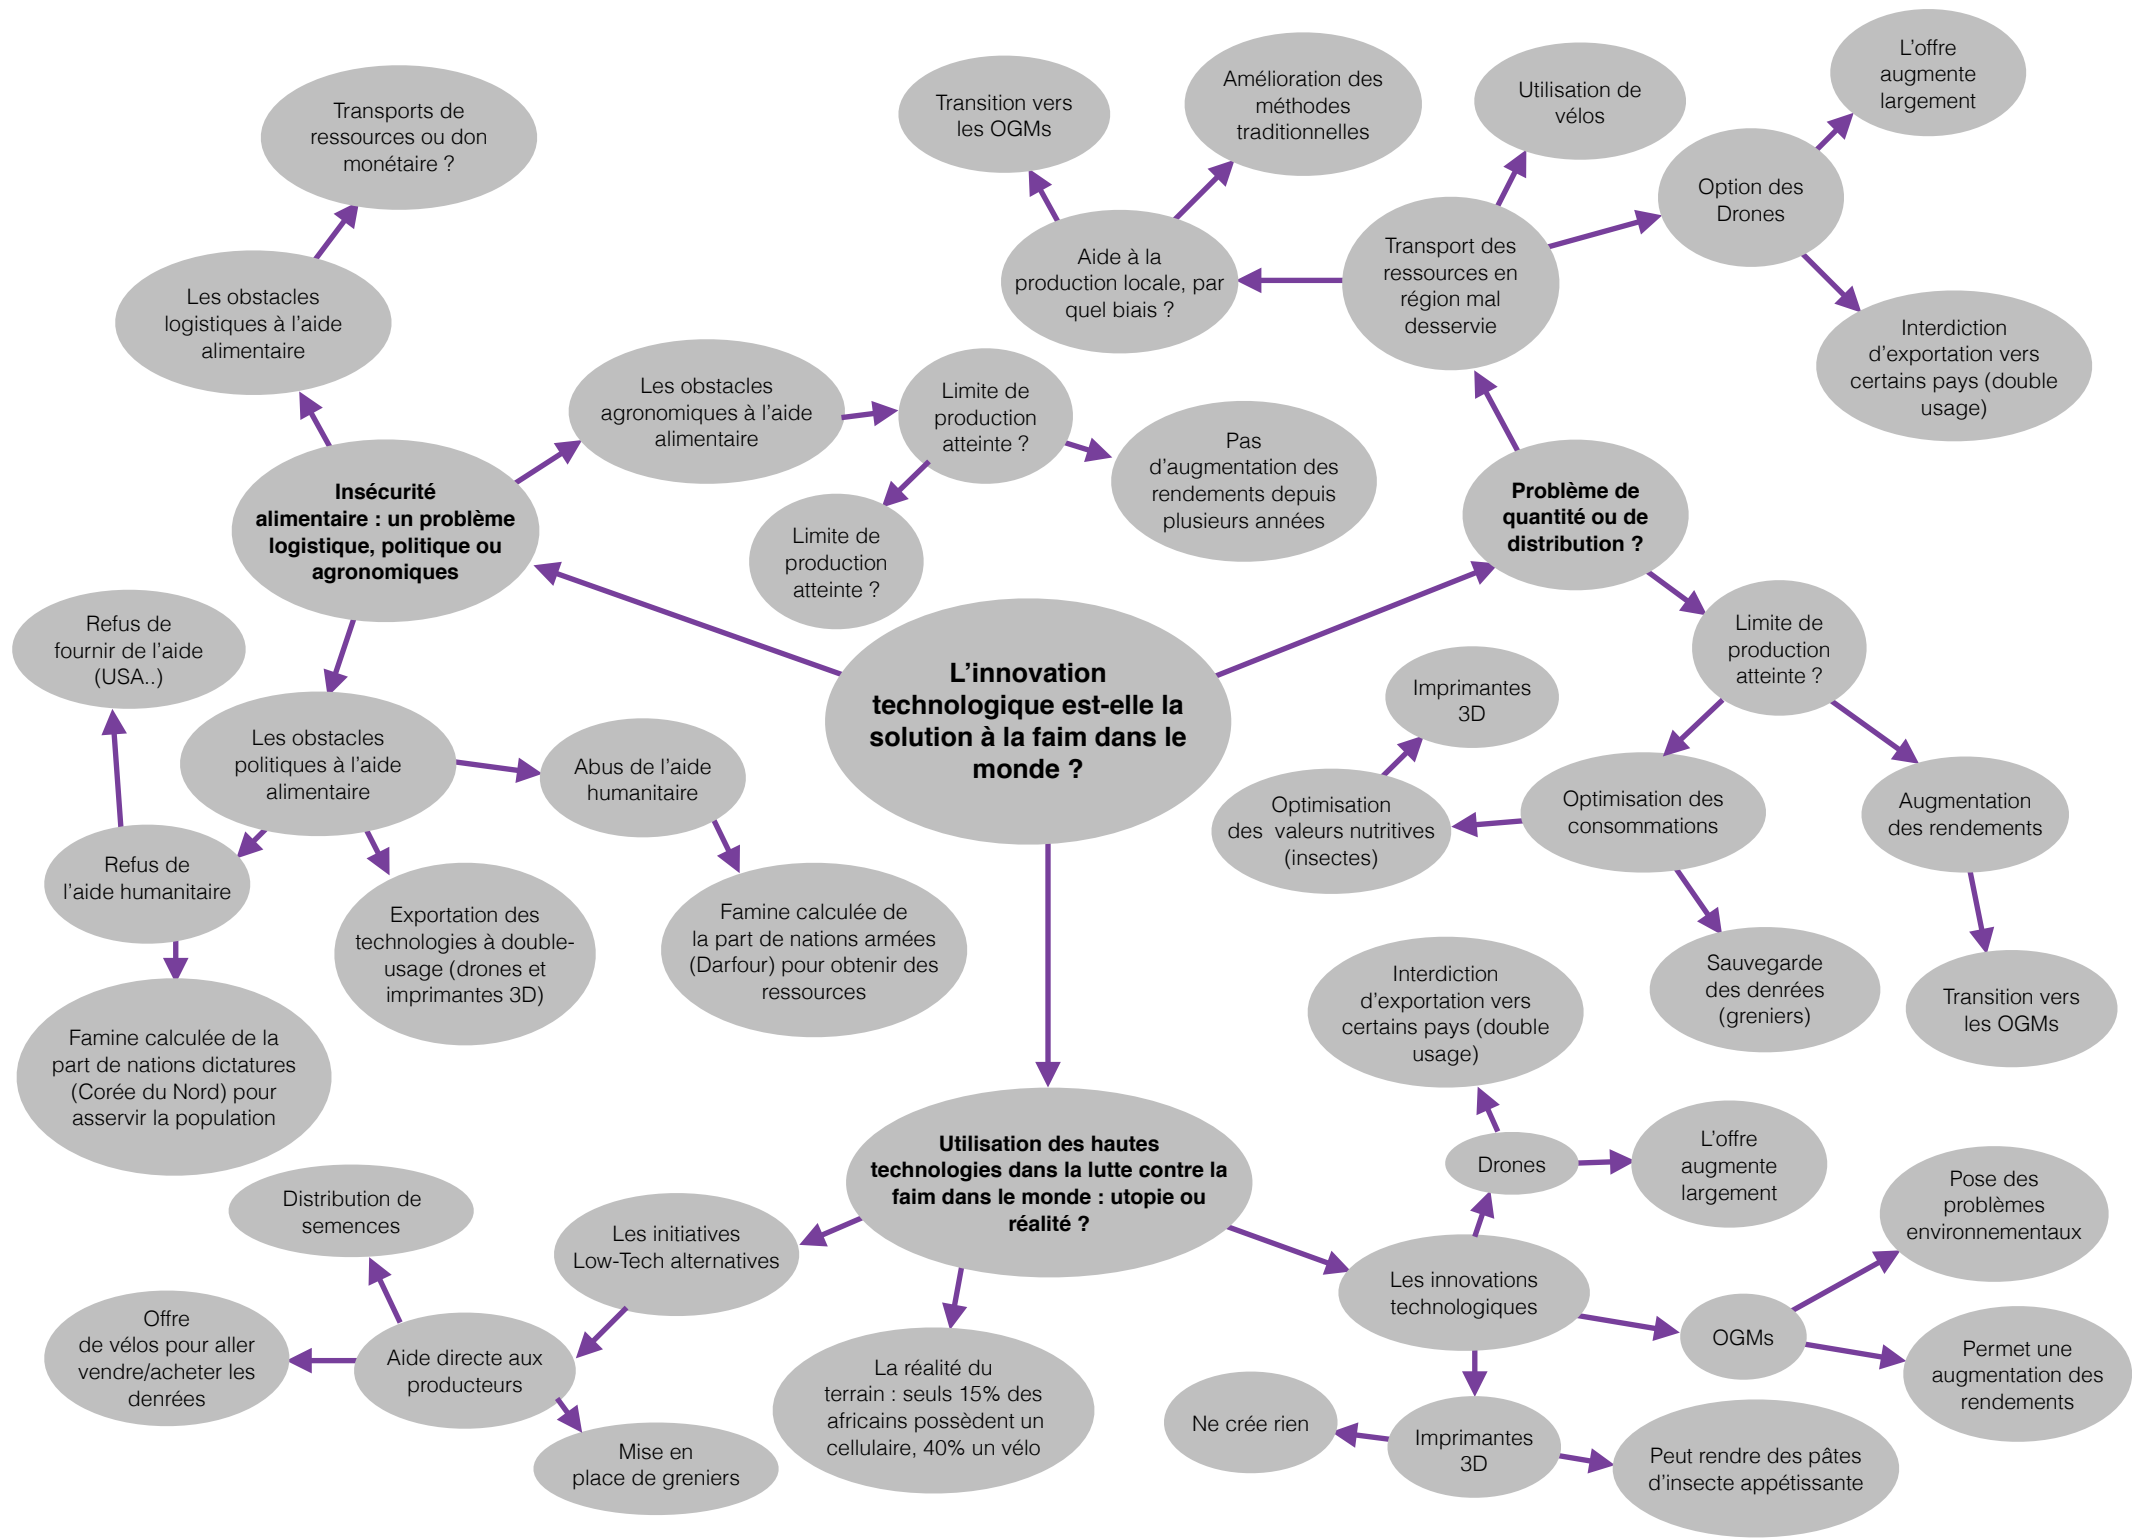 L'offre
augmente
largement
Utilisation de
vélos
Amélioration des
méthodes
traditionnelles
Transition vers
les OGMs
Transports de
ressources ou don
monétaire ?
Option des
Drones
Transport des
ressources en
région mal
desservie
Aide à la
production locale, par
quel biais ?
Les obstacles
logistiques à l'aide
alimentaire
Interdiction
d'exportation vers
certains pays (double
usage)
Les obstacles
agronomiques à l'aide
alimentaire
Limite de
production
atteinte ?
Pas
d'augmentation des
rendements depuis
plusieurs années
Insécurité
alimentaire : un problème
logistique, politique ou
agronomiques
Problème de
quantité ou de
distribution ?
Limite de
production
atteinte ?
Refus de
fournir de l'aide
(USA..)
Limite de
production
atteinte ?
L'innovation
technologique est-elle la
solution à la faim dans le
monde ?
Imprimantes
3D
Les obstacles
politiques à l'aide
alimentaire
Abus de l'aide
humanitaire
Optimisation
des  valeurs nutritives
(insectes)
Optimisation des
consommations
Augmentation
des rendements
Refus de
l'aide humanitaire
Exportation des
technologies à double-
usage (drones et
imprimantes 3D)
Famine calculée de
la part de nations armées
(Darfour) pour obtenir des
ressources
Interdiction
d'exportation vers
certains pays (double
usage)
Sauvegarde
des denrées
(greniers)
Transition vers
les OGMs
Famine calculée de la
part de nations dictatures
(Corée du Nord) pour
asservir la population
Utilisation des hautes
technologies dans la lutte contre la
faim dans le monde : utopie ou
réalité ?
Drones
L'offre
augmente
largement
Pose des
problèmes
environnementaux
Distribution de
semences
Les initiatives
Low-Tech alternatives
Les innovations
technologiques
OGMs
Offre
de vélos pour aller
vendre/acheter les
denrées
Aide directe aux
producteurs
La réalité du
terrain : seuls 15% des
africains possèdent un
cellulaire, 40% un vélo
Permet une
augmentation des
rendements
Ne crée rien
Imprimantes
3D
Mise en
place de greniers
Peut rendre des pâtes
d'insecte appétissante